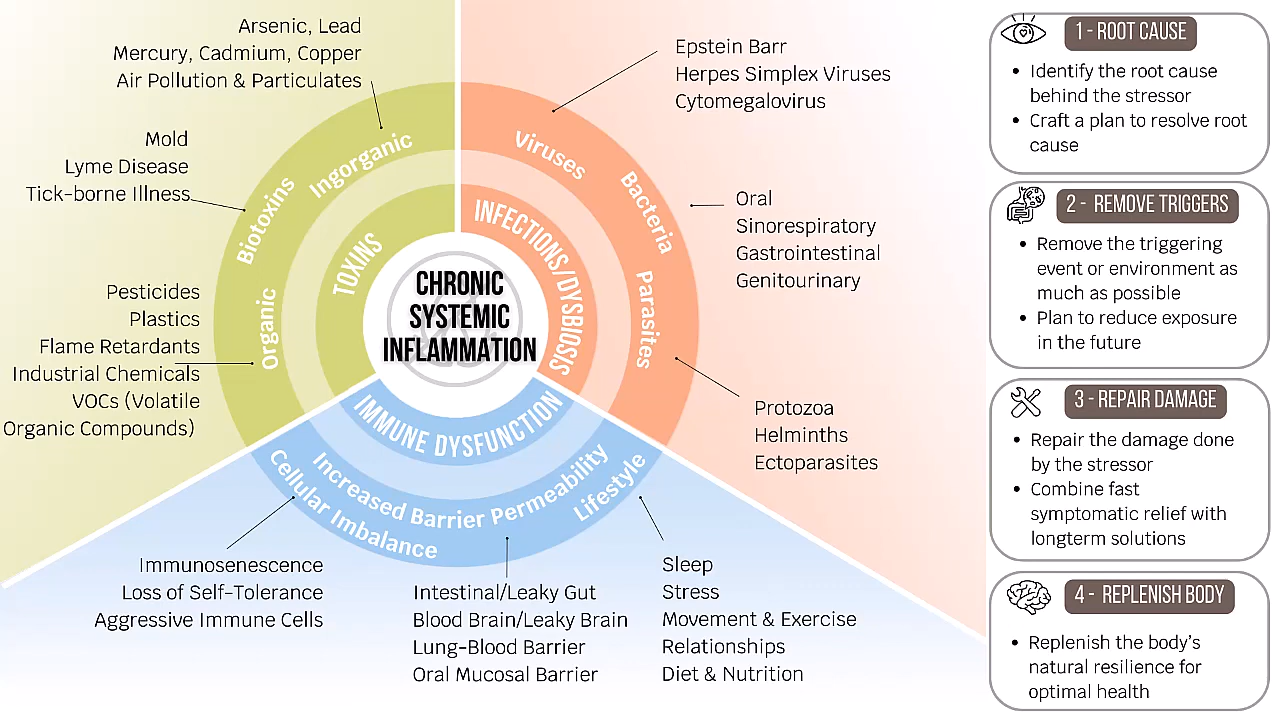 Arsenic, Lead
Mercury, Cadmium, Copper
Air Pollution & Particulates
Mold
Lyme Disease
Tick-borne Illness
Pesticides
Plastics
Flame Retardants
Industrial Chemicals
VOCs (Volatile
Organic Compounds)
Ingorganic
Biotoxins
Organic
TOXINS
Epstein Barr
Herpes Simplex Viruses
Cytomegalovirus
Oral
Sinorespiratory
Gastrointestinal
Genitourinary
Protozoa
Helminths
Ectoparasites
Viruses
Bacteria
Parasites
INFECTIONS/DYSBIOSIS
CHRONIC
SYSTEMIC
INFLAMMATION
IMMUNE DYSFUNCTION
Increased Barrier Permeability
Cellular Imbalance
Lifestyle
Immunosenescence
Loss of Self-Tolerance
Aggressive Immune Cells
Intestinal/Leaky Gut
Blood Brain/Leaky Brain
Lung-Blood Barrier
Oral Mucosal Barrier
Sleep
Stress
Movement & Exercise
Relationships
Diet & Nutrition
1 - ROOT CAUSE
• Identify the root cause
behind the stressor
• Craft a plan to resolve root
cause
2 - REMOVE TRIGGERS
• Remove the triggering
event or environment as
much as possible
• Plan to reduce exposure
in the future
3 - REPAIR DAMAGE
• Repair the damage done
by the stressor
• Combine fast
symptomatic relief with
longterm solutions
4 - REPLENISH BODY
• Replenish the body's
natural resilience for
optimal health